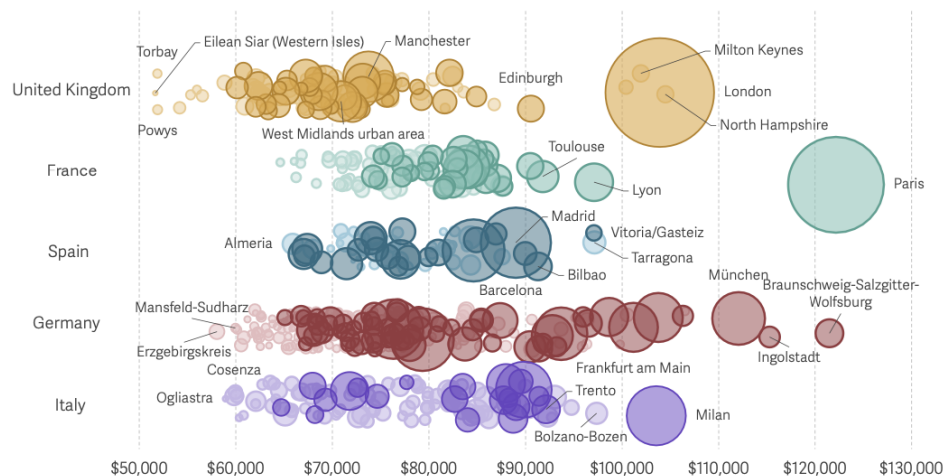 Torbay
Eilean Siar (Western Isles)
Manchester
Milton Keynes
United Kingdom
Edinburgh
London
Powys
West Midlands urban area
North Hampshire
Toulouse
France
Lyon
Paris
Madrid
Vitoria/Gasteiz
Almeria
Spain
Tarragona
Bilbao
Barcelona
München
Braunschweig-Salzgitter-
Wolfsburg
Mansfeld-Sudharz
Germany
Erzgebirgskreis
Ingolstadt
Frankfurt am Main
Cosenza
Trento
Ogliastra
Italy
Milan
Bolzano-Bozen
$50,000 $60,000 $70,000 $80,000 $90,000 $100,000 $110,000 $120,000 $130,000